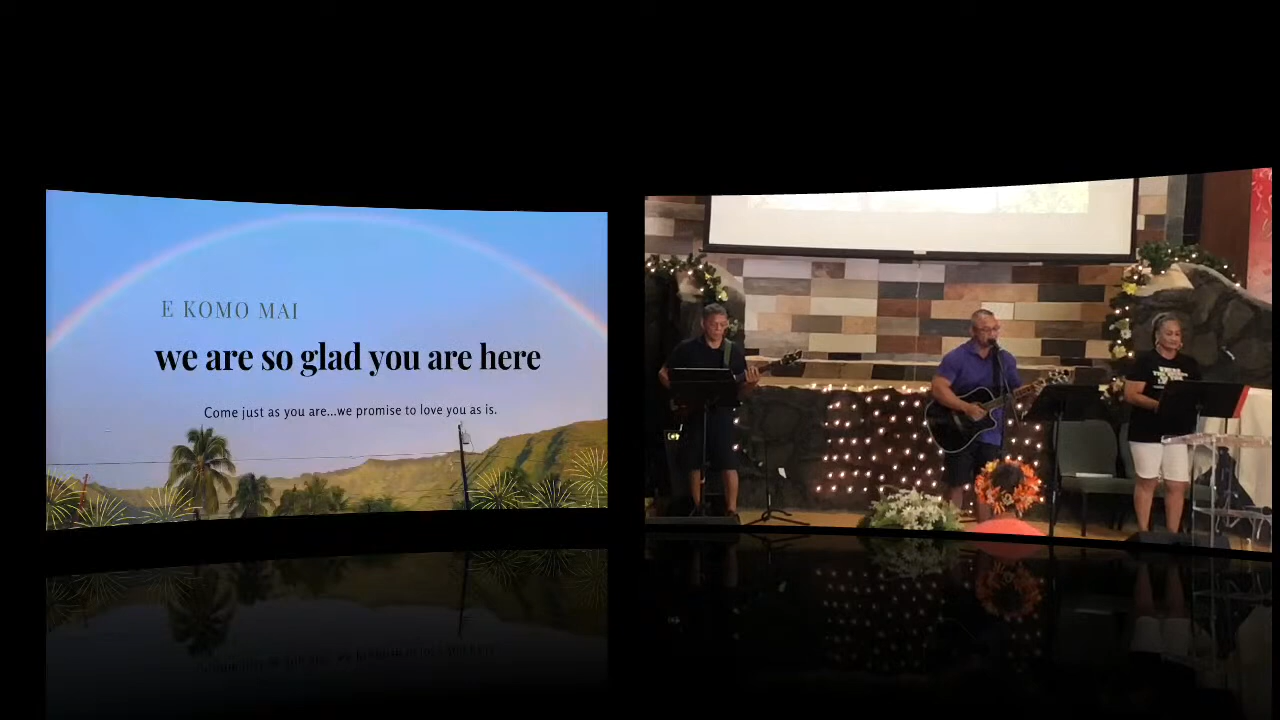 E KOMO MAI
we are so glad you are here
Come just as you are...we promise to love you as is.